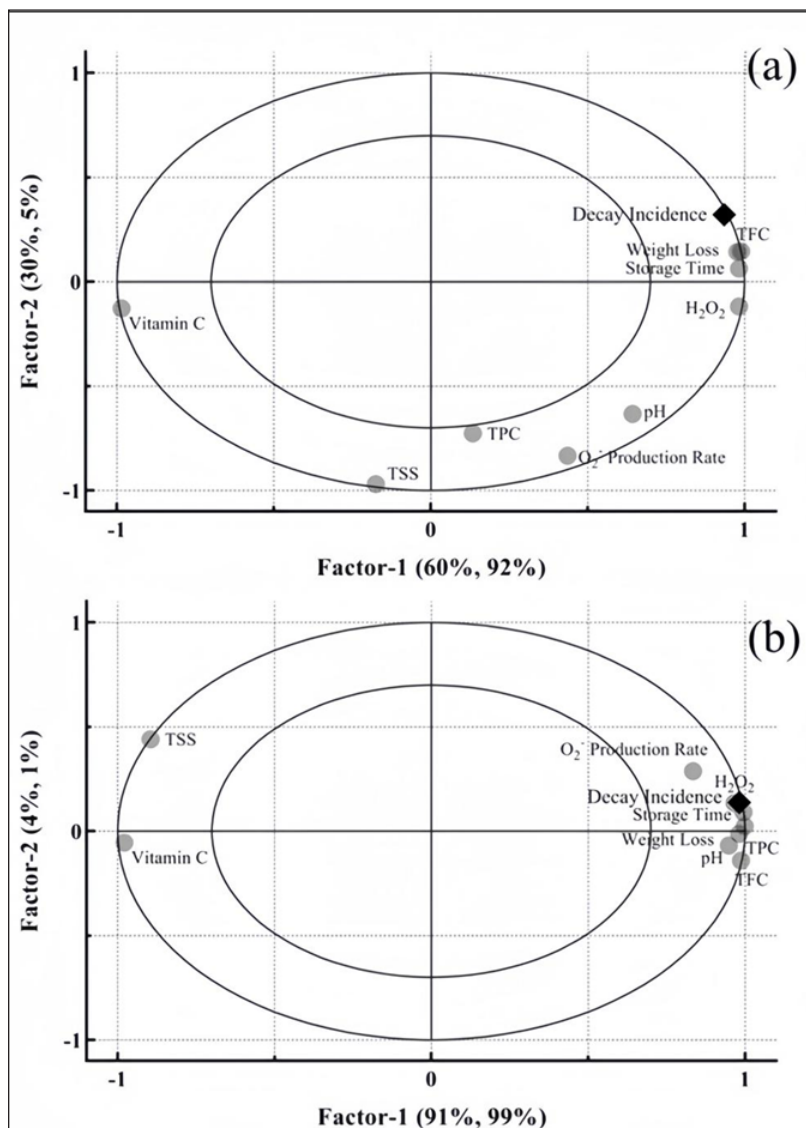 (a)
1
Decay Incidence
TFC
Weight Loss
Storage Time
0
H₂O₂
Vitamin C
pH
TPC
O₂⁻ Production Rate
TSS
-1
-1 0 1
Factor-2 (30%, 5%)
Factor-1 (60%, 92%)
(b)
1
TSS
O₂⁻ Production Rate
H₂O₂
Decay Incidence
Storage Time
0
Weight Loss
TPC
Vitamin C
pH
TFC
-1
-1 0 1
Factor-2 (4%, 1%)
Factor-1 (91%, 99%)